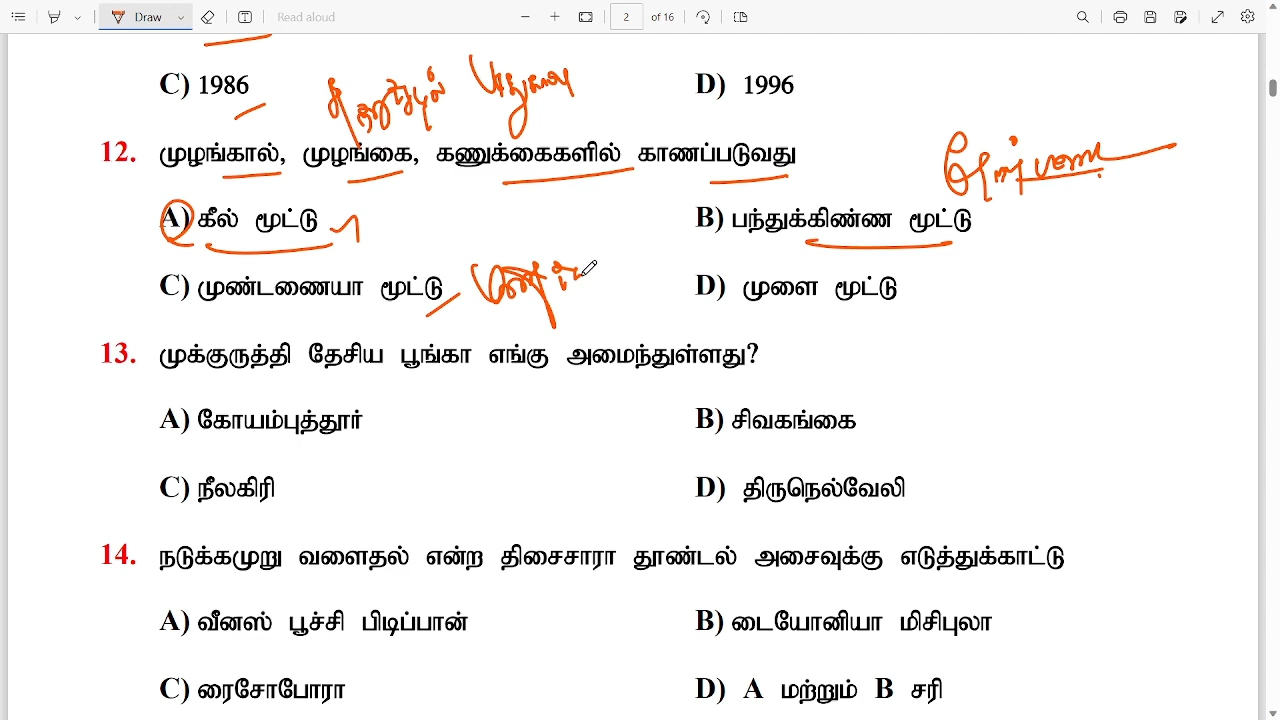 Draw
Read aloud
2 of 16
C) 1986
D) 1996
சுற்றுச்சூழல் பாதுகாப்பு
12. முழங்கால், முழங்கை, கணுக்கைகளில் காணப்படுவது
A) கீல் மூட்டு
B) பந்துக்கிண்ண மூட்டு
C) முண்டணையா மூட்டு
D) முளை மூட்டு
13. முக்குருத்தி தேசிய பூங்கா எங்கு அமைந்துள்ளது?
A) கோயம்புத்தூர்
B) சிவகங்கை
C) நீலகிரி
D) திருநெல்வேலி
14. நடுக்கமுறு வளைதல் என்ற திசைசாரா தூண்டல் அசைவுக்கு எடுத்துக்காட்டு
A) வீனஸ் பூச்சி பிடிப்பான்
B) டையோனியா மிசிபுலா
C) ரைசோபோரா
D) A மற்றும் B சரி